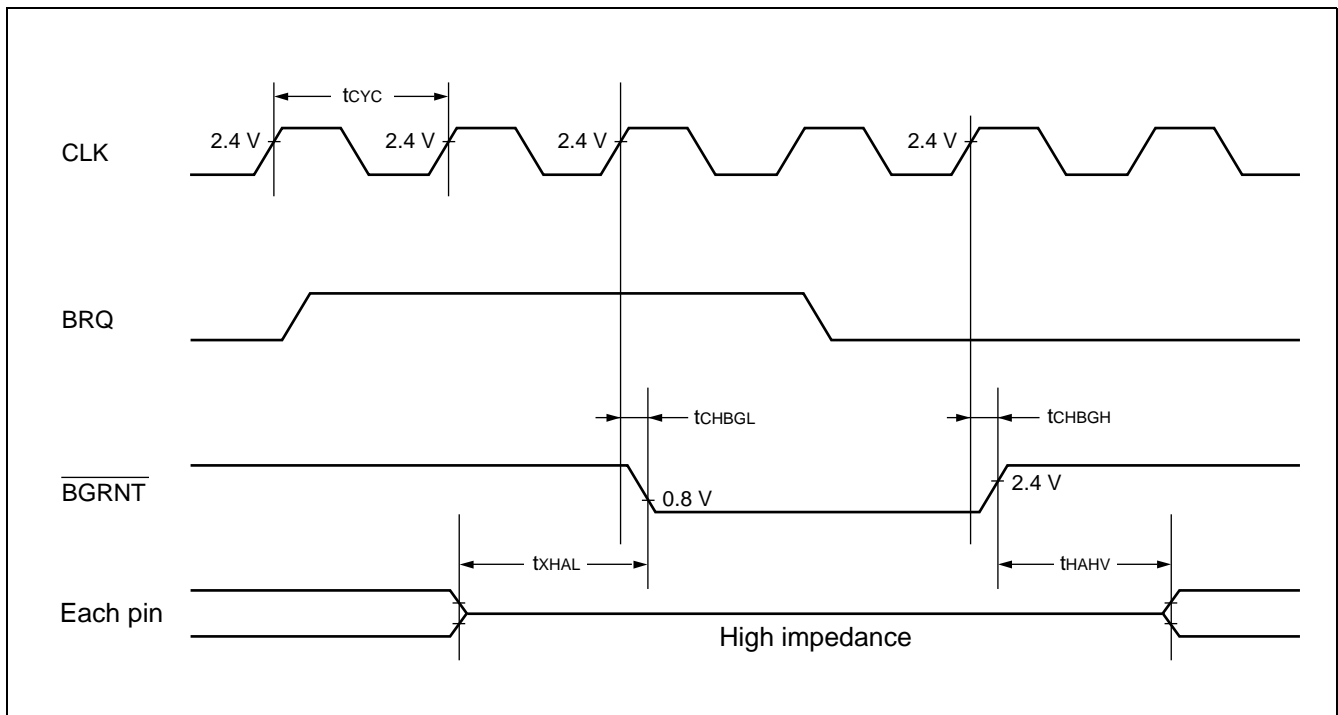 tCYC
2.4 V 2.4 V 2.4 V 2.4 V
CLK
BRQ
tCHBGL tCHBGH
BGRNT
0.8 V 2.4 V
tXHAL tHAHV
Each pin
High impedance